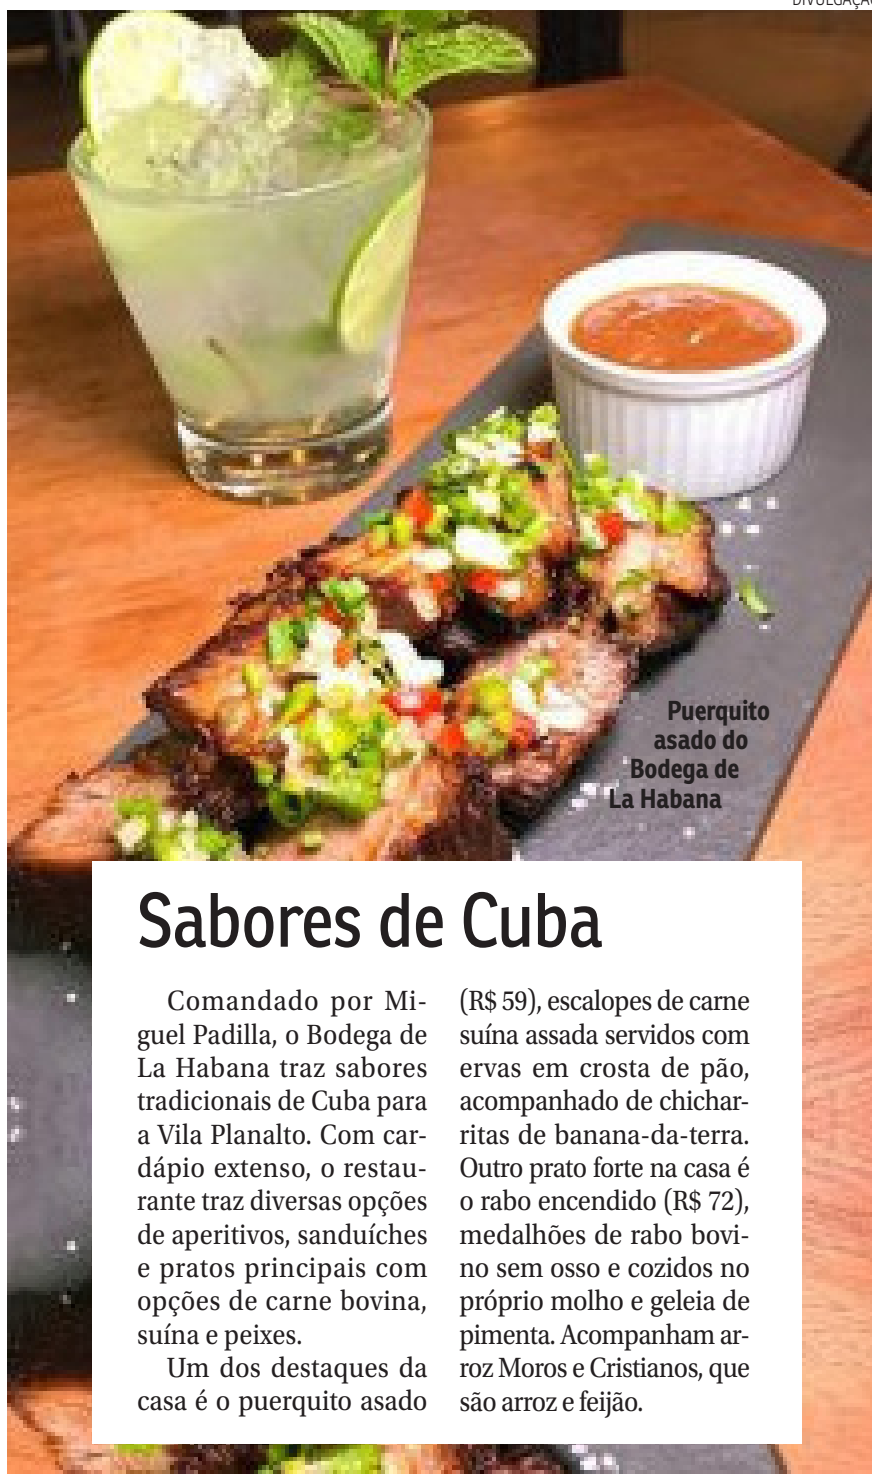 DIVULGAÇÃO
Puerquito
asado do
Bodega de
La Habana
Sabores de Cuba
Comandado por Mi-
guel Padilla, o Bodega de
La Habana traz sabores
tradicionais de Cuba para
a Vila Planalto. Com car-
dápio extenso, o restau-
rante traz diversas opções
de aperitivos, sanduíches
e pratos principais com
opções de carne bovina,
suína e peixes.
Um dos destaques da
casa é o puerquito asado
(R$ 59), escalopes de carne
suína assada servidos com
ervas em crosta de pão,
acompanhado de chichar-
ritas de banana-da-terra.
Outro prato forte na casa é
o rabo encendido (R$ 72),
medalhões de rabo bovi-
no sem osso e cozidos no
próprio molho e geleia de
pimenta. Acompanham ar-
roz Moros e Cristianos, que
são arroz e feijão.